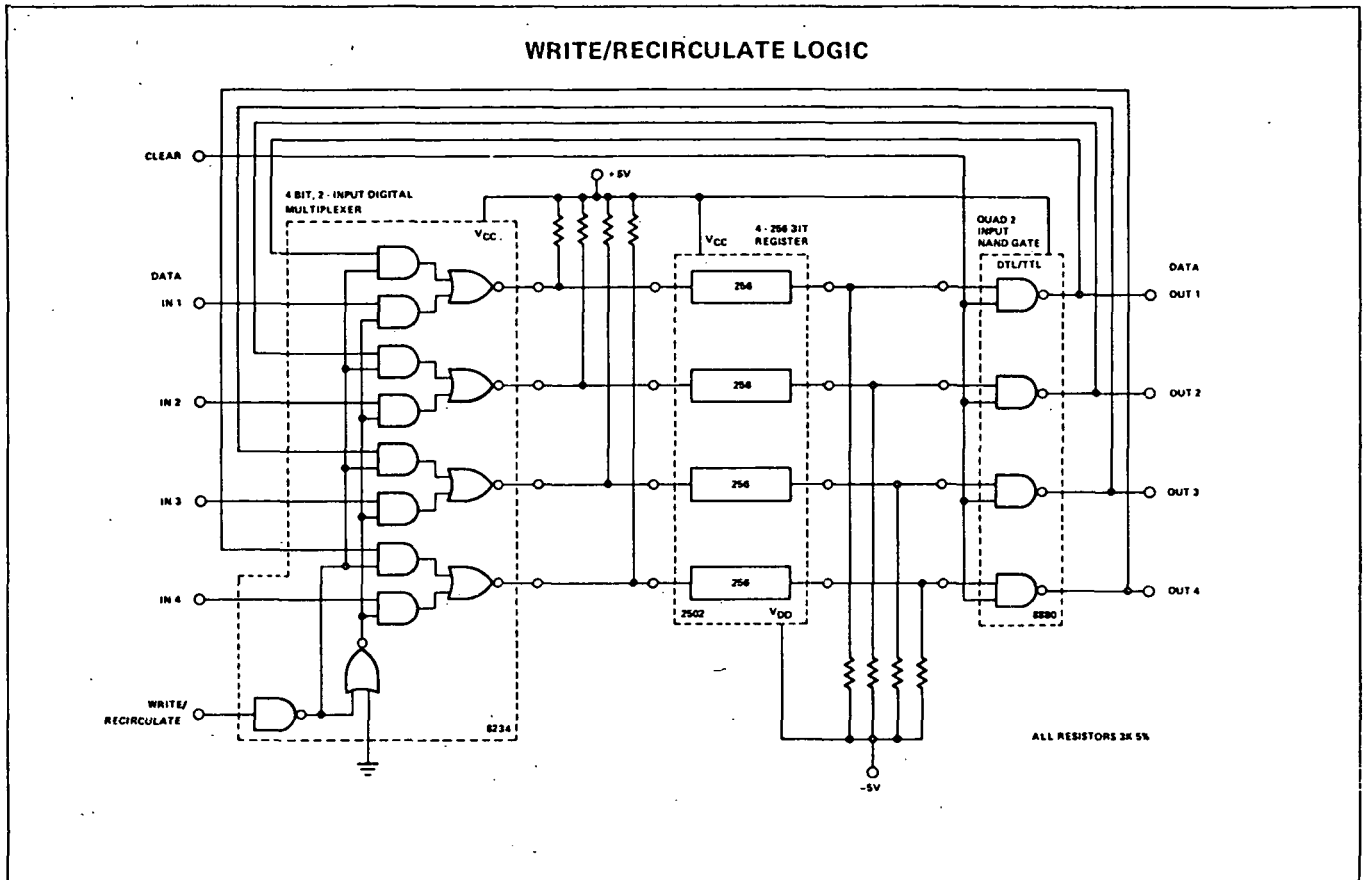 WRITE/RECIRCULATE LOGIC
CLEAR
+5V
4 BIT, 2 - INPUT DIGITAL
MULTIPLEXER
VCC
VCC
4 - 256 BIT
REGISTER
QUAD 2
INPUT
NAND GATE
DTL/TTL
DATA
DATA
IN 1
256
OUT 1
IN 2
256
OUT 2
IN 3
256
OUT 3
IN 4
256
OUT 4
2502
VDD
8880
WRITE/
RECIRCULATE
8234
ALL RESISTORS 3K 5%
-5V